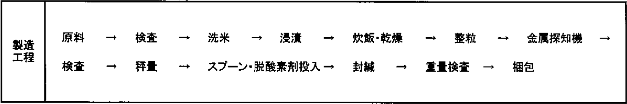 製造
工程
原料 → 検査 → 洗米 → 浸漬 → 炊飯・乾燥 → 整粒 → 金属探知機 →
検査 → 秤量 → スプーン・脱酸素剤投入 → 封緘 → 重量検査 → 梱包